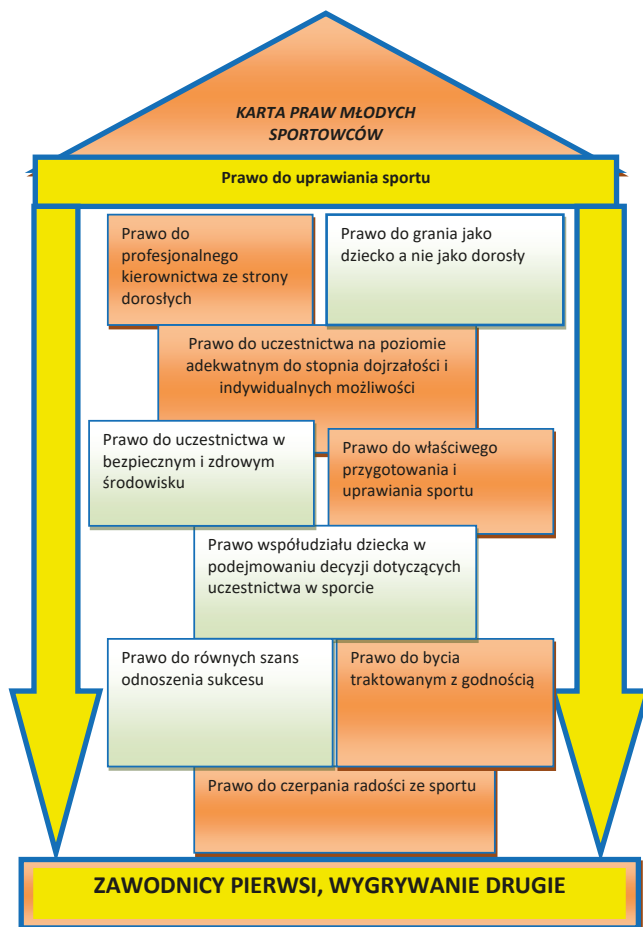 KARTA PRAW MŁODYCH
SPORTOWCÓW
Prawo do uprawiania sportu
Prawo do
profesjonalnego
kierownictwa ze strony
dorosłych
Prawo do grania jako
dziecko a nie jako dorosły
Prawo do uczestnictwa na poziomie
adekwatnym do stopnia dojrzałości i
indywidualnych możliwości
Prawo do uczestnictwa w
bezpiecznym i zdrowym
środowisku
Prawo do właściwego
przygotowania i
uprawiania sportu
Prawo współudziału dziecka w
podejmowaniu decyzji dotyczących
uczestnictwa w sporcie
Prawo do równych szans
odnoszenia sukcesu
Prawo do bycia
traktowanym z godnością
Prawo do czerpania radości ze sportu
ZAWODNICY PIERWSI, WYGRYWANIE DRUGIE